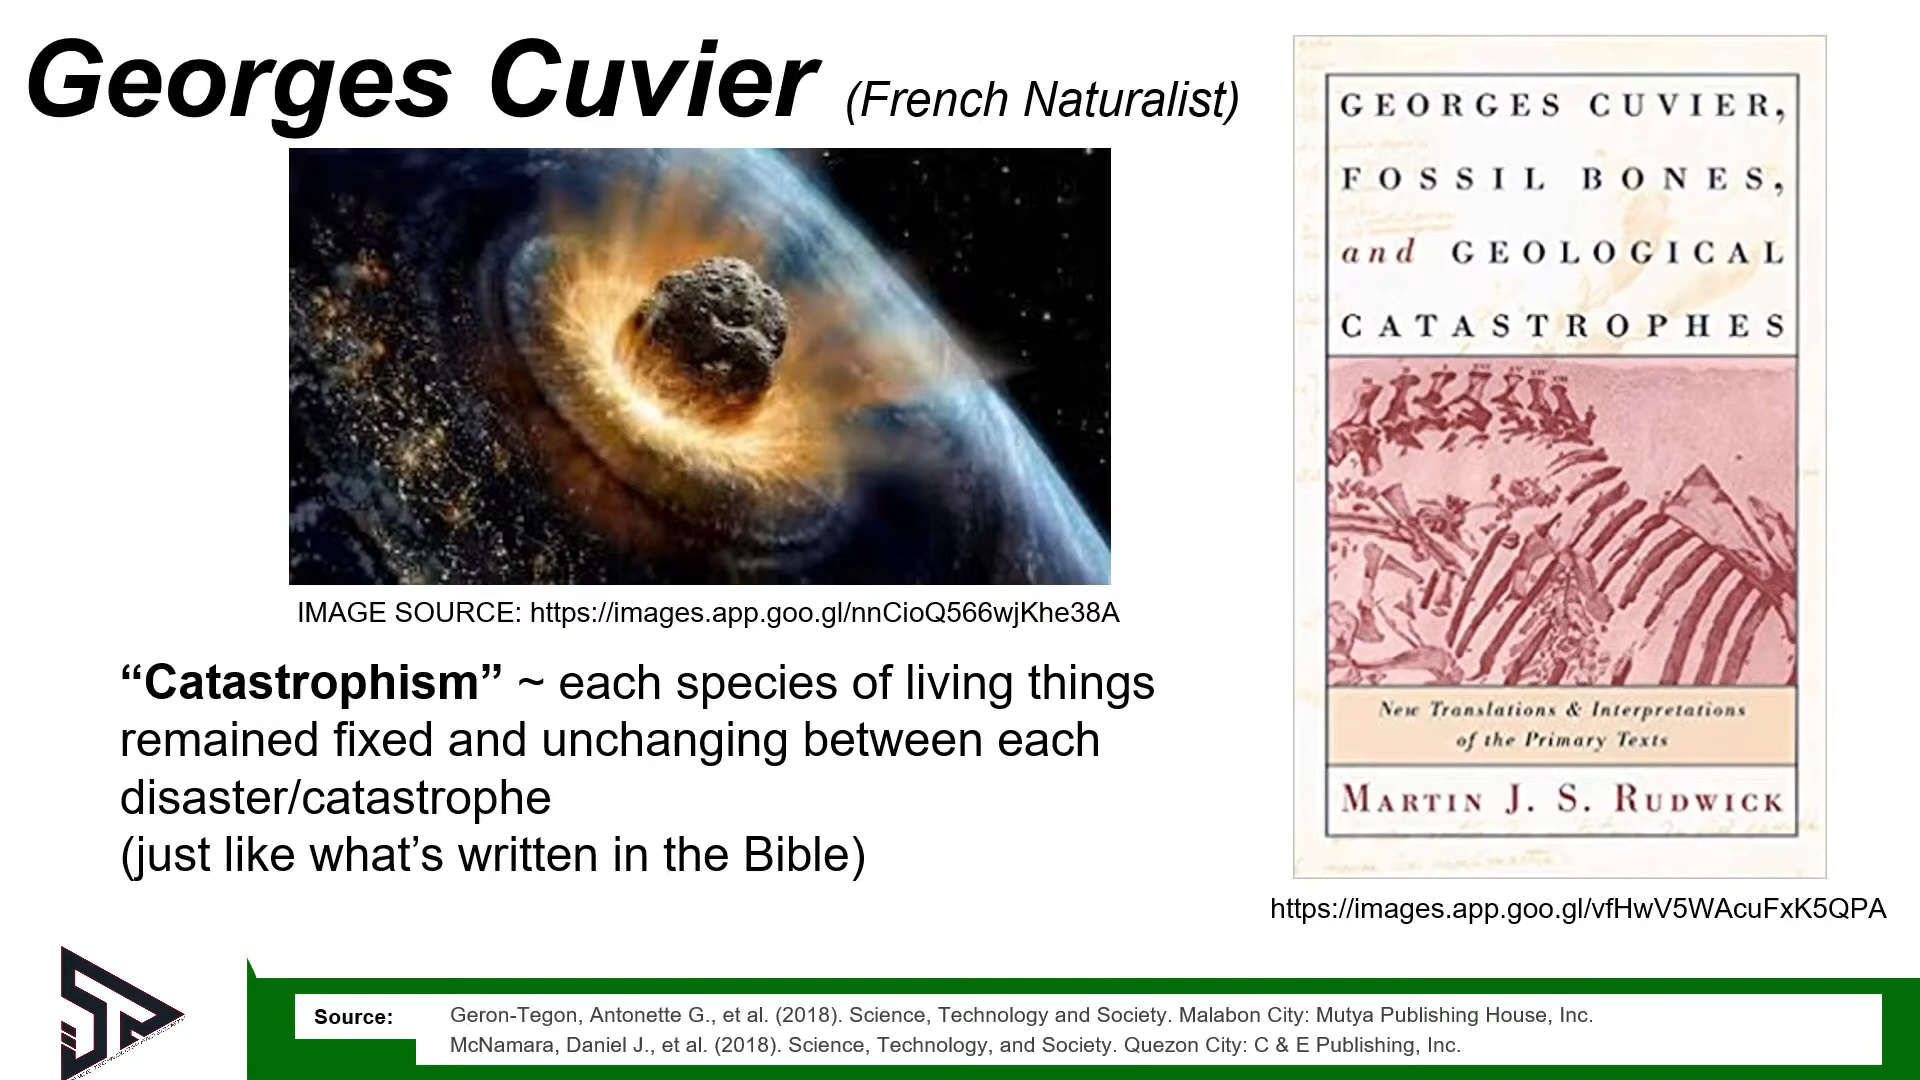 Georges Cuvier (French Naturalist)
GEORGES CUVIER,
FOSSIL BONES,
and GEOLOGICAL
CATASTROPHES
New Translations & Interpretations
of the Primary Texts
MARTIN J. S. RUDWICK
https://images.app.goo.gl/vfHwV5WAcuFxK5QPA
IMAGE SOURCE: https://images.app.goo.gl/nnCioQ566wjKhe38A
“Catastrophism” ~ each species of living things
remained fixed and unchanging between each
disaster/catastrophe
(just like what’s written in the Bible)
Source:
Geron-Tegon, Antonette G., et al. (2018). Science, Technology and Society. Malabon City: Mutya Publishing House, Inc.
McNamara, Daniel J., et al. (2018). Science, Technology, and Society. Quezon City: C & E Publishing, Inc.